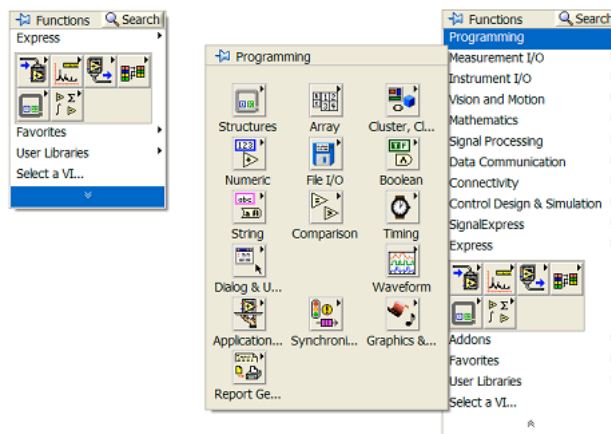 Functions Search
Express
Favorites
User Libraries
Select a VI...
Programming
Structures Array Cluster, Cl...
Numeric File I/O Boolean
String Comparison Timing
Dialog & U... Waveform
Application... Synchroni... Graphics &...
Report Ge...
Functions Search
Programming
Measurement I/O
Instrument I/O
Vision and Motion
Mathematics
Signal Processing
Data Communication
Connectivity
Control Design & Simulation
SignalExpress
Express
Addons
Favorites
User Libraries
Select a VI...